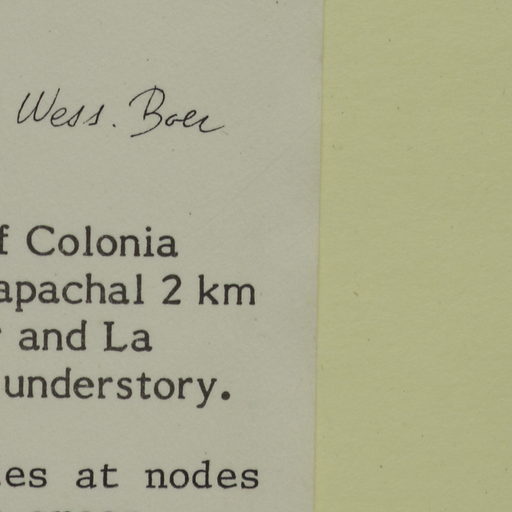 Wess. Boer
f Colonia
apachal 2 km
and La
understory.
es at nodes